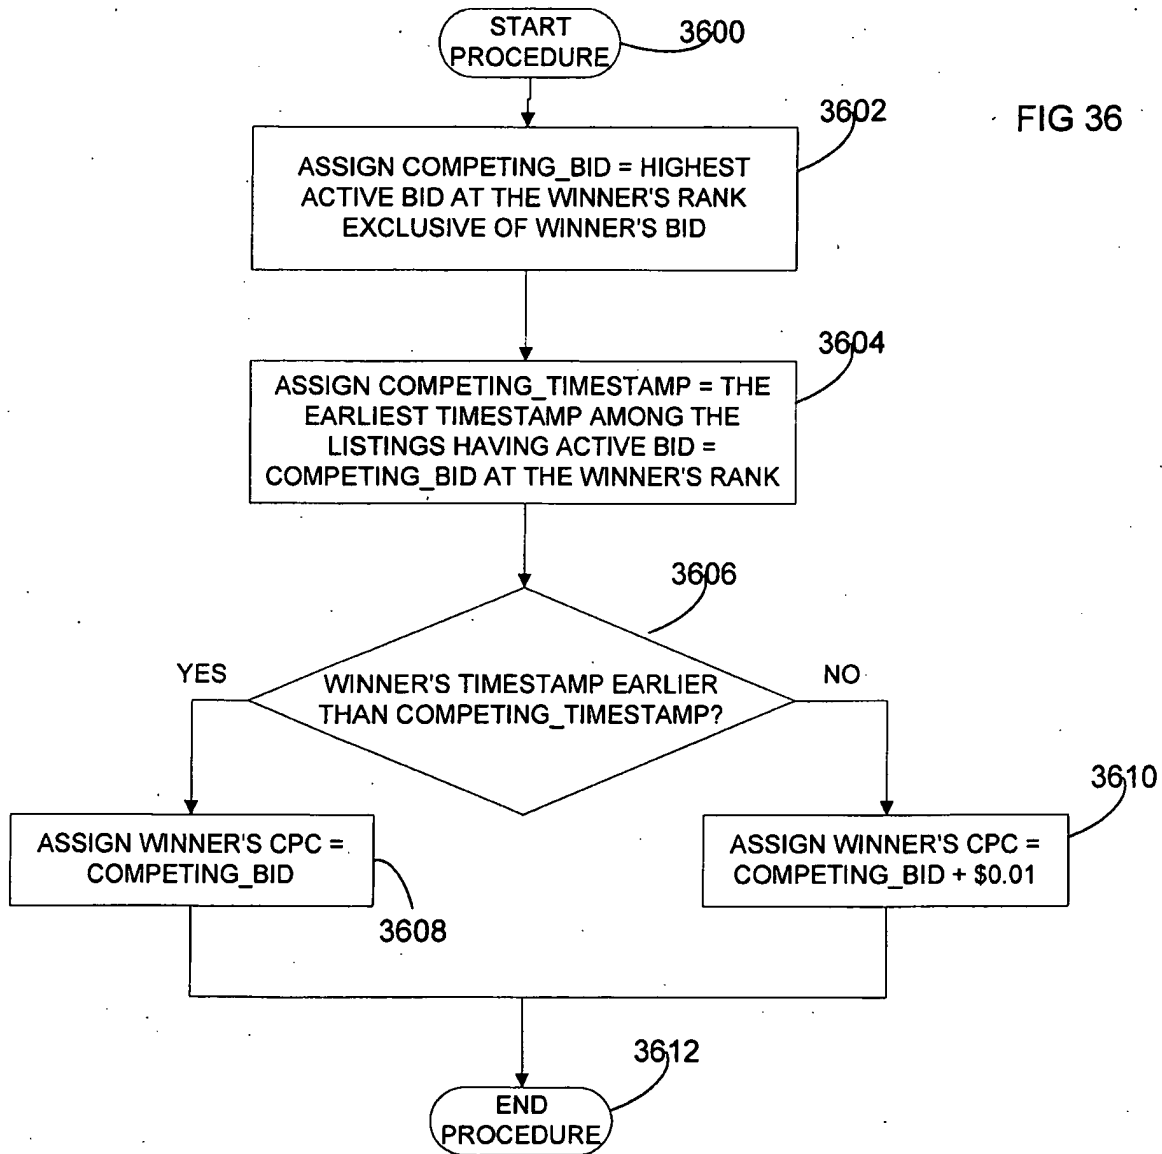 START
PROCEDURE
3600
FIG 36
3602
ASSIGN COMPETING_BID = HIGHEST
ACTIVE BID AT THE WINNER'S RANK
EXCLUSIVE OF WINNER'S BID
3604
ASSIGN COMPETING_TIMESTAMP = THE
EARLIEST TIMESTAMP AMONG THE
LISTINGS HAVING ACTIVE BID =
COMPETING_BID AT THE WINNER'S RANK
3606
YES
WINNER'S TIMESTAMP EARLIER
THAN COMPETING_TIMESTAMP?
NO
ASSIGN WINNER'S CPC =
COMPETING_BID
3608
3610
ASSIGN WINNER'S CPC =
COMPETING_BID + $0.01
3612
END
PROCEDURE